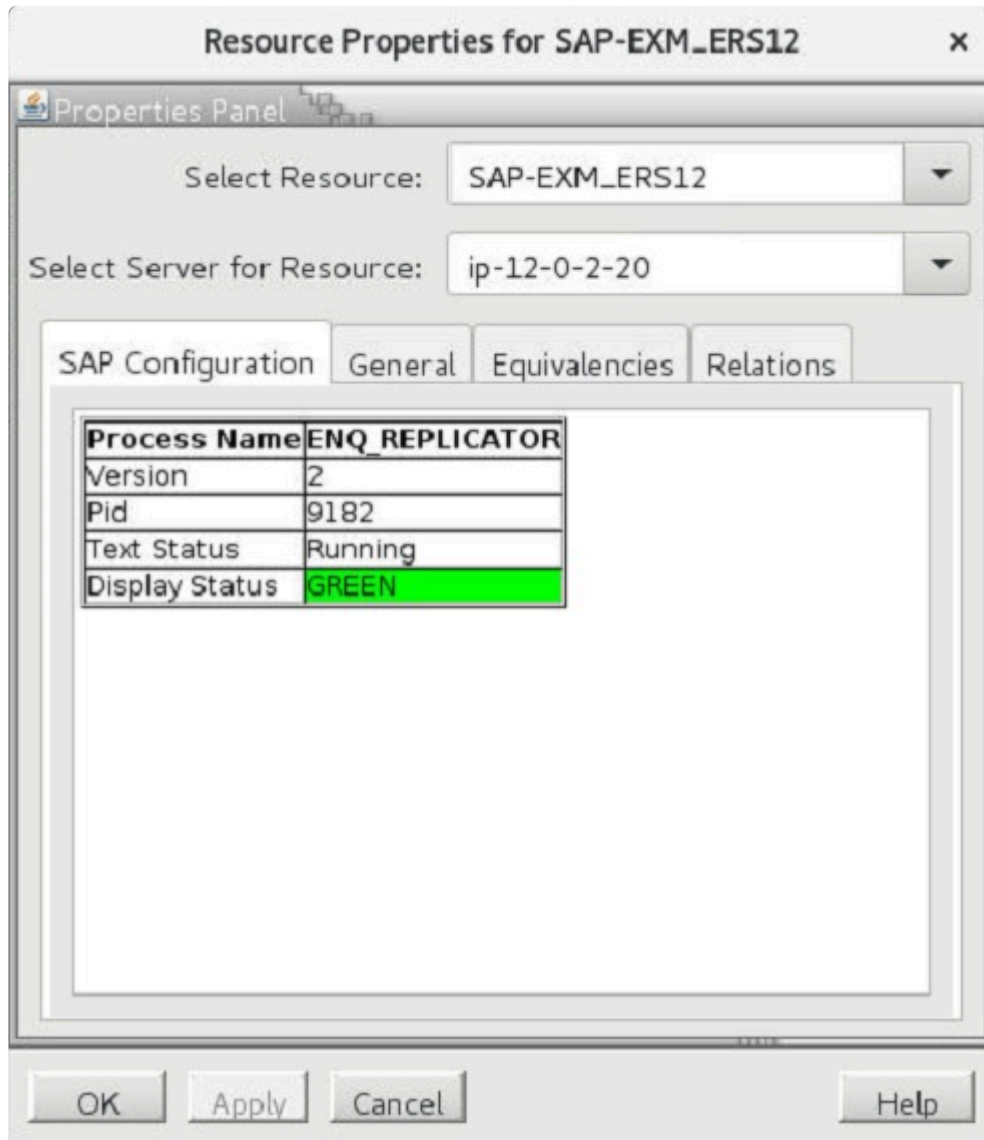 Resource Properties for SAP-EXM_ERS12 ×
Properties Panel
Select Resource: SAP-EXM_ERS12
Select Server for Resource: ip-12-0-2-20
SAP Configuration General Equivalencies Relations
Process Name ENQ_REPLICATOR
Version 2
Pid 9182
Text Status Running
Display Status GREEN
OK Apply Cancel Help